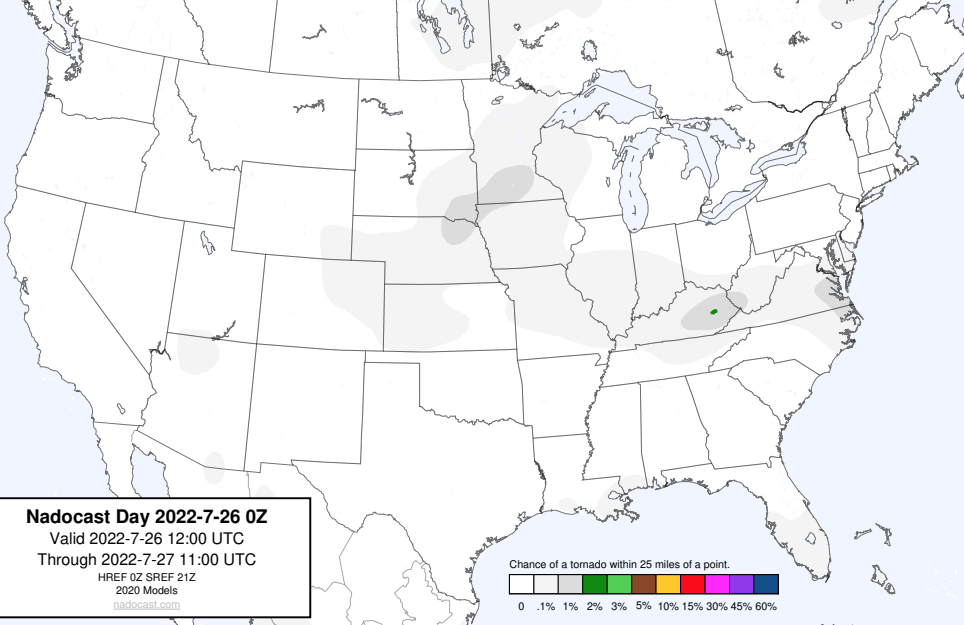 Nadocast Day 2022-7-26 0Z
Valid 2022-7-26 12:00 UTC
Through 2022-7-27 11:00 UTC
HREF 0Z SREF 21Z
2020 Models
nadocast.com
Chance of a tornado within 25 miles of a point.
0 .1% 1% 2% 3% 5% 10% 15% 30% 45% 60%